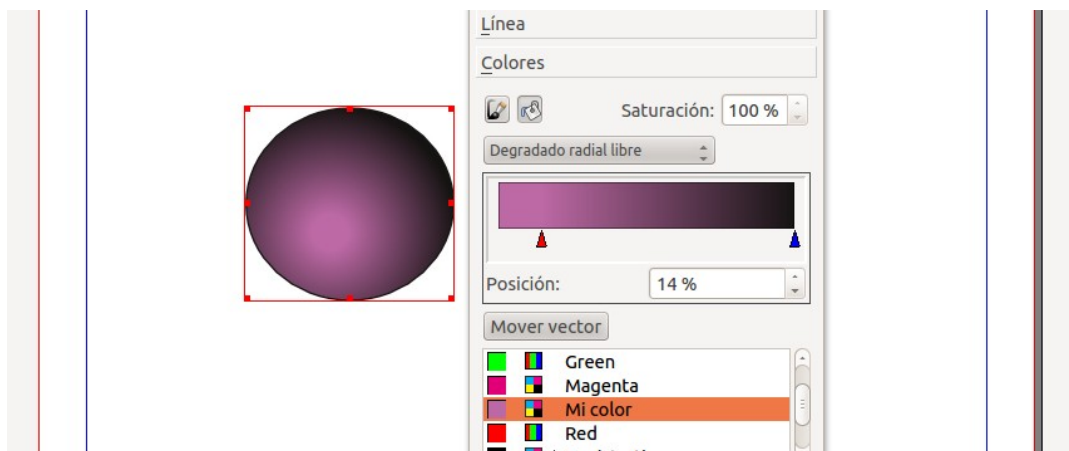 Línea
Colores
Saturación: 100 %
Degradado radial libre
Posición: 14 %
Mover vector
Green
Magenta
Mi color
Red